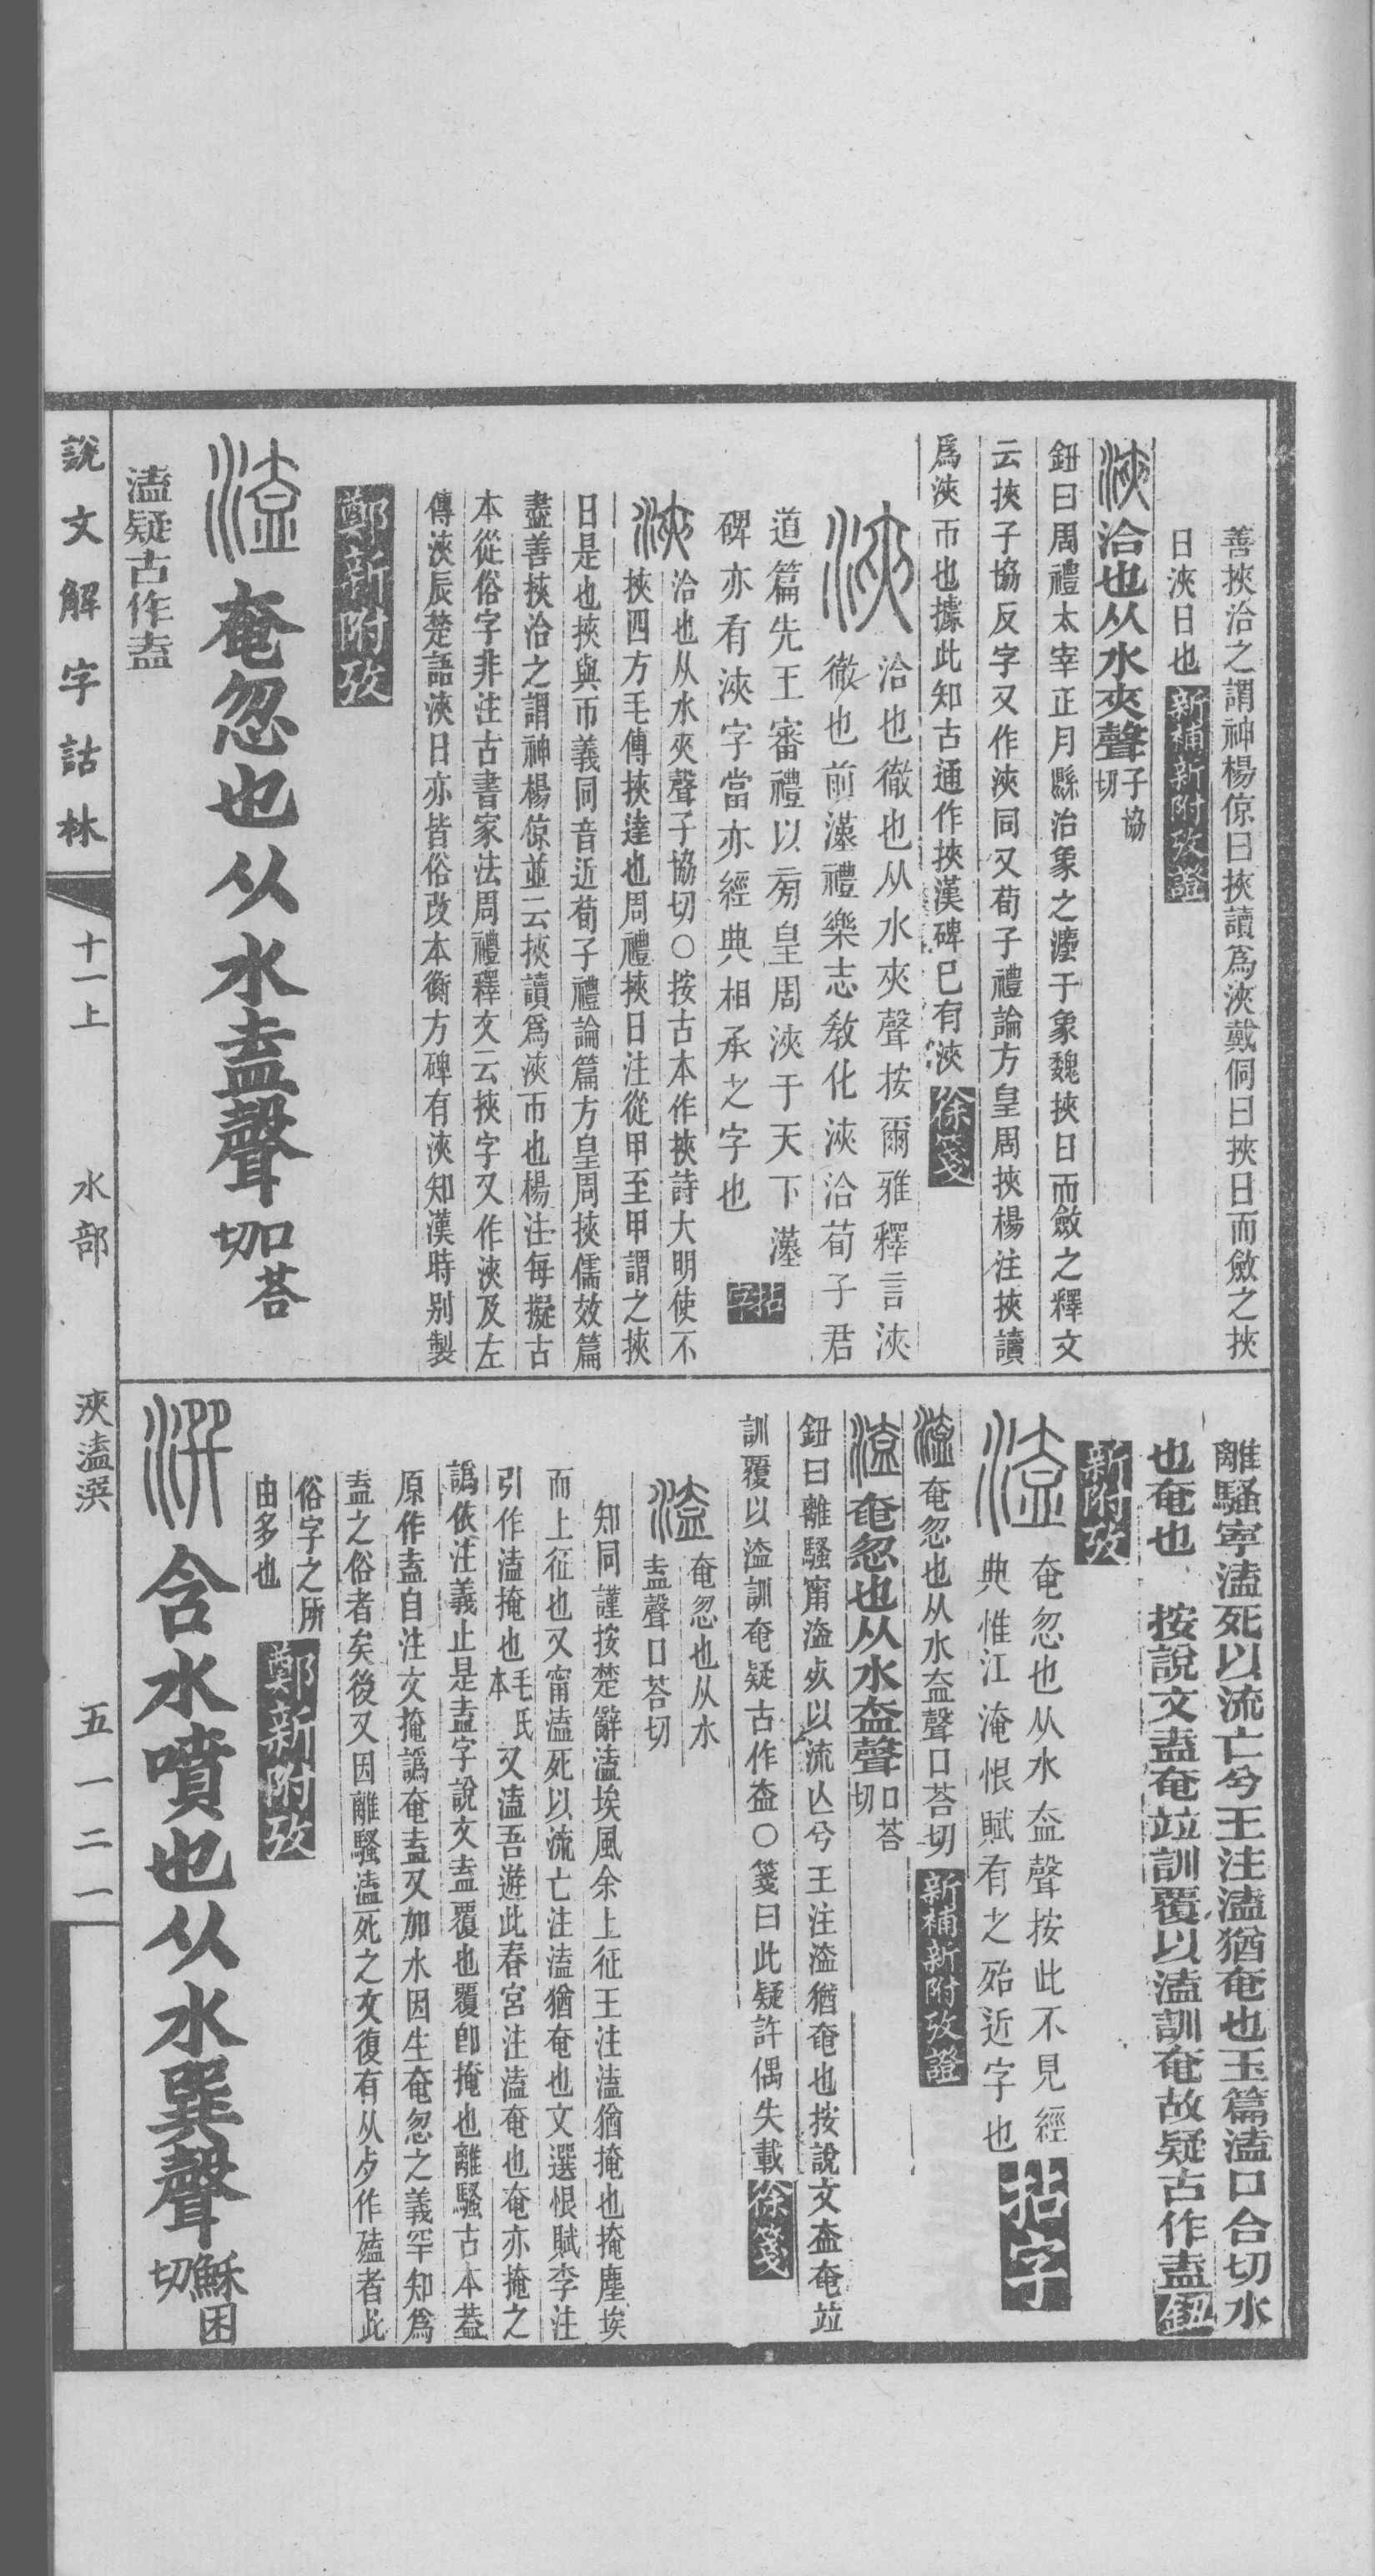 善挾洽之謂神楊倞曰挾讀爲浹戴侗曰挾日而斂之挾
日浹日也新補新附攷證
浹洽也从水夾聲子協切
鈕曰周禮太宰正月縣治象之灋于象魏挾日而斂之釋文
云挾子協反字又作浹同又荀子禮論方皇周挾楊注挾讀
爲浹帀也據此知古通作挾漢碑已有浹徐箋
浹
洽也徹也从水夾聲按爾雅釋言浹
徹也前漢禮樂志教化浹洽荀子君
道篇先王審禮以旁皇周浹于天下漢
碑亦有浹字當亦經典相承之字也拈字
浹洽也从水夾聲子協切○按古本作挾詩大明使不
挾四方毛傳挾達也周禮挾日注從甲至甲謂之挾
日是也挾與帀義同音近荀子禮論篇方皇周挾儒效篇
盡善挾洽之謂神楊倞並云挾讀爲浹帀也楊注每擬古
本從俗字非注古書家法周禮釋文云挾字又作浹及左
傳浹辰楚語浹日亦皆俗改本衡方碑有浹知漢時別製
鄭新附攷
溘奄忽也从水盍聲口荅切
溘疑古作盍
離騷寧溘死以流亡兮王注溘猶奄也玉篇溘口合切水
也奄也 按說文盍奄竝訓覆以溘訓奄故疑古作盍鈕
新附攷
溘
奄忽也从水盇聲按此不見經
典惟江淹恨賦有之殆近字也拈字
溘奄忽也从水盇聲口荅切新補新附攷證
溘奄忽也从水盇聲口荅切
鈕曰離騷甯溘𣦸以流亾兮王注溘猶奄也按說文盇奄竝
訓覆以溘訓奄疑古作盇○箋曰此疑許偶失載徐箋
溘奄忽也从水
盍聲口荅切
知同謹按楚辭溘埃風余上征王注溘猶掩也掩塵埃
而上征也又甯溘死以流亡注溘猶奄也文選恨賦李注
引作溘掩也毛氏本又溘吾遊此春宮注溘奄也奄亦掩之
譌依注義止是盍字說文盍覆也覆卽掩也離騷古本蓋
原作盍自注文掩譌奄盍又加水因生奄忽之義罕知爲
盍之俗者矣後又因離騷溘死之文復有从歺作㱼者此
俗字之所
由多也鄭新附攷
潠含水噴也从水巽聲穌困切
說文解字詁林
十一上
水部
浹溘潠
五一二一